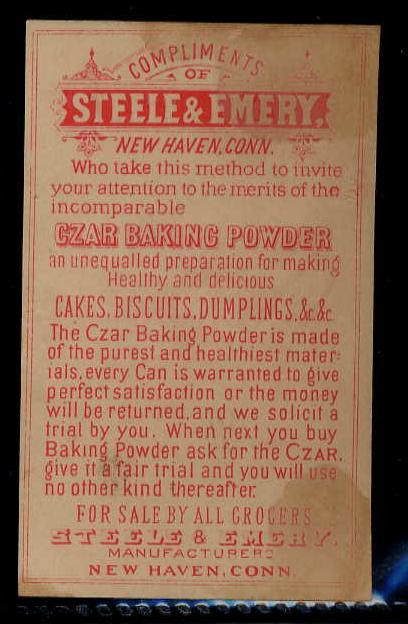 COMPLIMENTS
OF
STEELE & EMERY.
NEW HAVEN, CONN.
Who take this method to invite
your attention to the merits of the
incomparable
CZAR BAKING POWDER
an unequalled preparation for making
Healthy and delicious
CAKES, BISCUITS, DUMPLINGS, &c. &c.
The Czar Baking Powder is made
of the purest and healthiest mater=
ials, every Can is warranted to give
perfect satisfaction or the money
will be returned, and we solicit a
trial by you. When next you buy
Baking Powder ask for the CZAR.
give it a fair trial and you will use
no other kind thereafter.
FOR SALE BY ALL GROCERS
STEELE & EMERY.
MANUFACTURERS
NEW HAVEN, CONN.